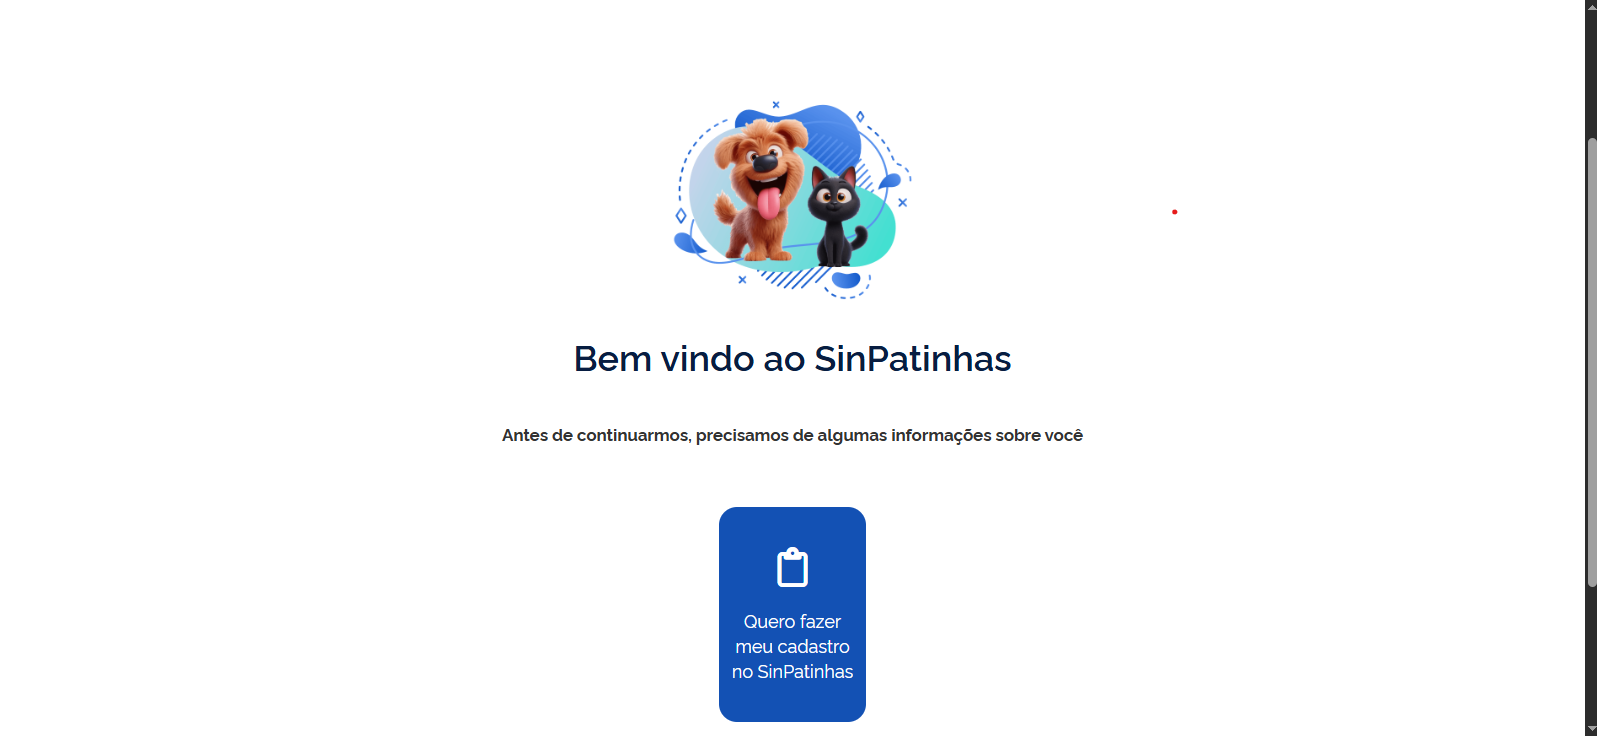 Bem vindo ao SinPatinhas
Antes de continuarmos, precisamos de algumas informações sobre você
Quero fazer
meu cadastro
no SinPatinhas